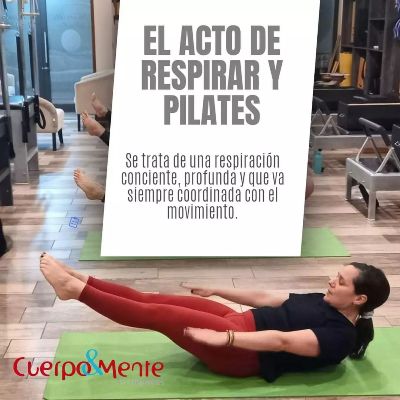 EL ACTO DE
RESPIRAR Y
PILATES
Se trata de una respiración
conciente, profunda y que va
siempre coordinada con el
movimiento.
Cuerpo&Mente